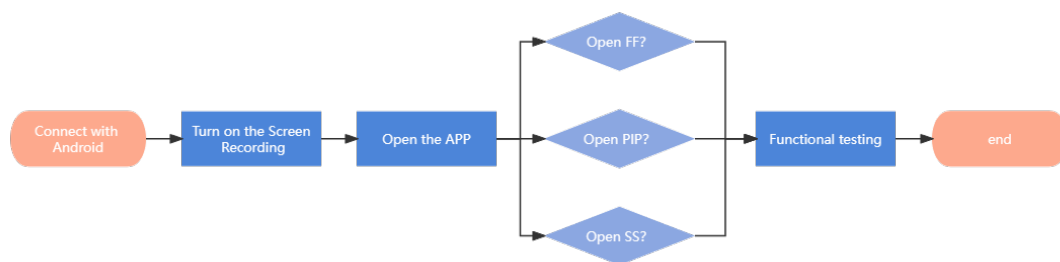 Open FF?
Connect with
Android
Turn on the Screen
Recording
Open the APP
Open PIP?
Functional testing
end
Open SS?